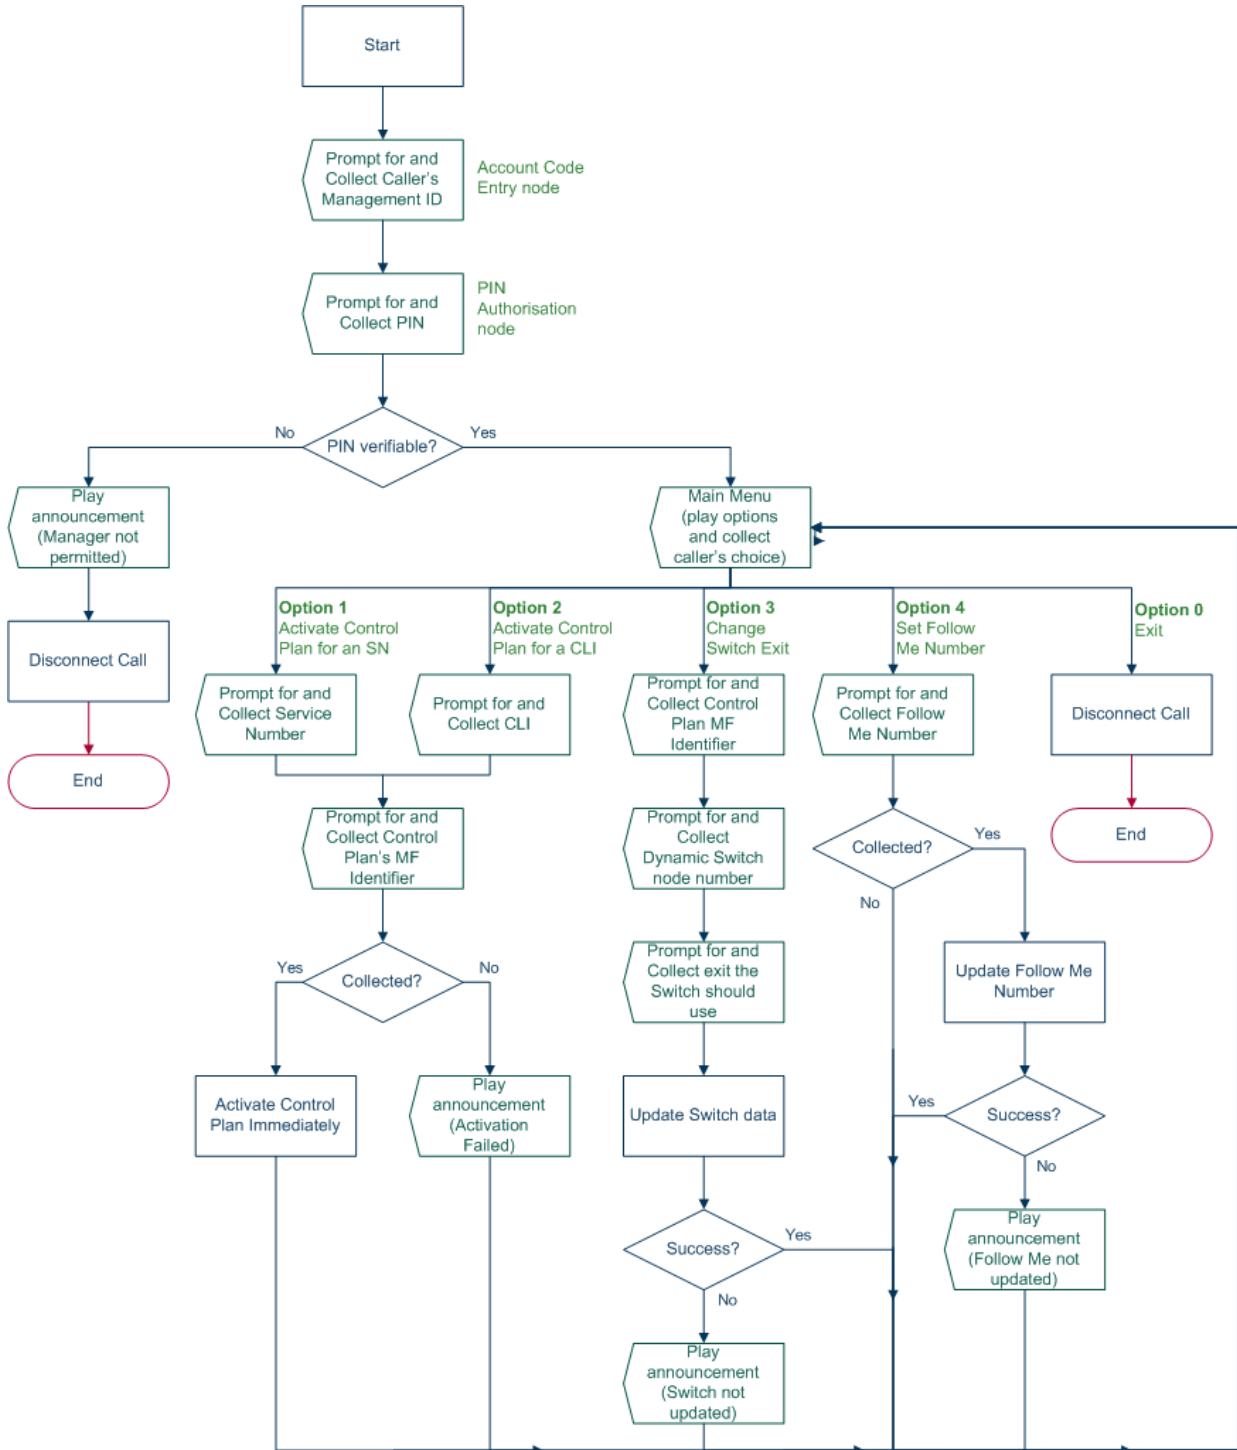 Start
Prompt for and
Collect Caller's
Management ID
Account Code
Entry node
Prompt for and
Collect PIN
PIN
Authorisation
node
PIN verifiable?
No
Yes
Play
announcement
(Manager not
permitted)
Disconnect Call
End
Main Menu
(play options
and collect
caller's choice)
Option 1
Activate Control
Plan for an SN
Option 2
Activate Control
Plan for a CLI
Option 3
Change
Switch Exit
Option 4
Set Follow
Me Number
Option 0
Exit
Prompt for and
Collect Service
Number
Prompt for and
Collect CLI
Prompt for and
Collect Control
Plan MF
Identifier
Prompt for and
Collect Follow
Me Number
Disconnect Call
End
Prompt for and
Collect Control
Plan's MF
Identifier
Prompt for and
Collect
Dynamic Switch
node number
Collected?
Yes
No
Collected?
Yes
No
Prompt for and
Collect exit the
Switch should
use
Update Follow Me
Number
Activate Control
Plan Immediately
Play
announcement
(Activation
Failed)
Update Switch data
Yes
Success?
No
Success?
Yes
No
Play
announcement
(Follow Me not
updated)
Play
announcement
(Switch not
updated)